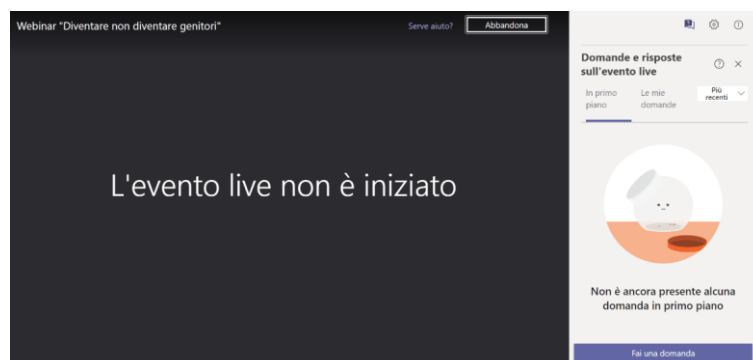 Webinar "Diventare non diventare genitori"
Serve aiuto?
Abbandona
L'evento live non è iniziato
Domande e risposte
sull'evento live
In primo
piano
Le mie
domande
Più
recenti
Non è ancora presente alcuna
domanda in primo piano
Fai una domanda